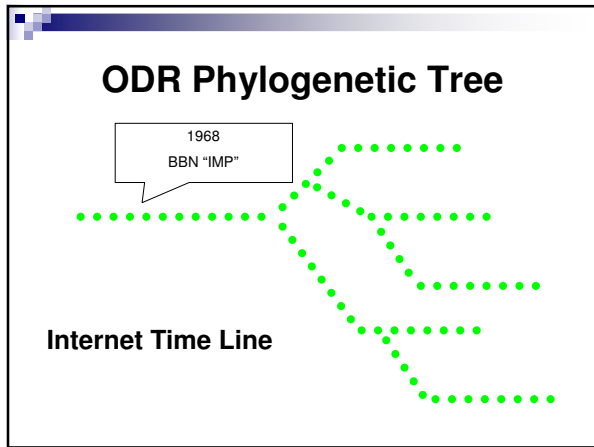 ODR Phylogenetic Tree
1968
BBN “IMP”
Internet Time Line